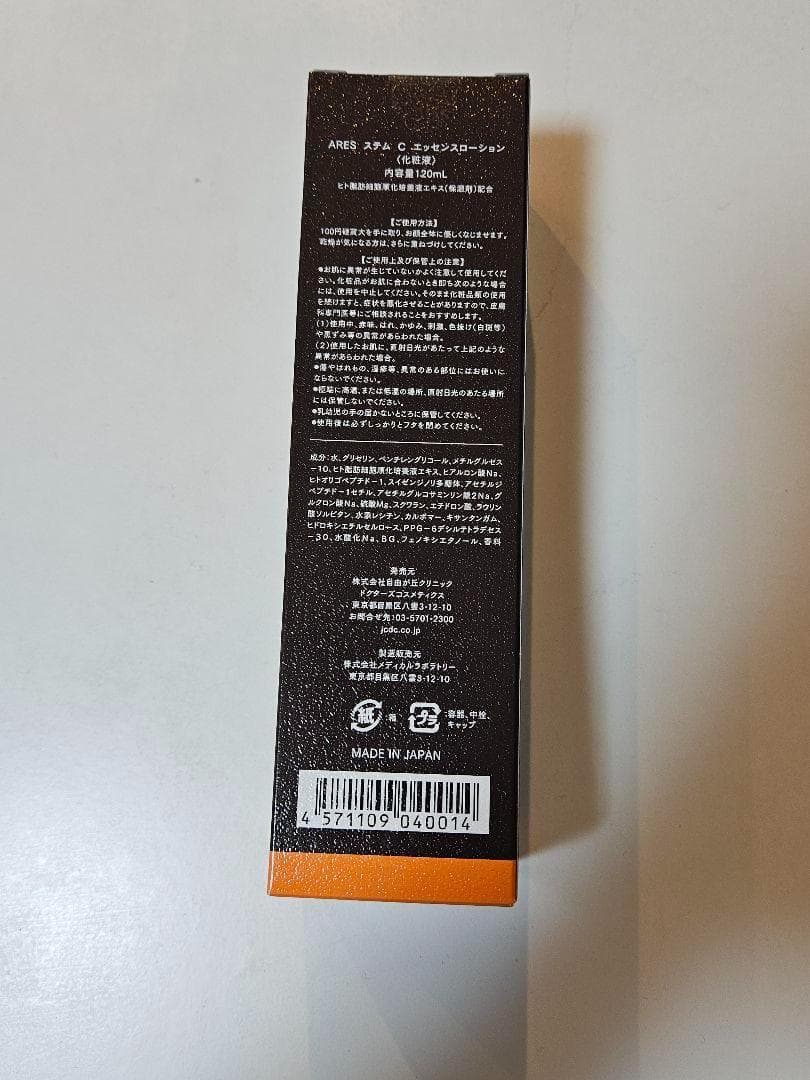 ARES ステム C エッセンスローション
〈化粧液〉
内容量120mL
ヒト脂肪細胞順化培養液エキス(保湿剤)配合
【ご使用方法】
100円硬貨大を手に取り、お顔全体に優しくなじませます。
乾燥が気になる方は、さらに重ねづけしてください。
【ご使用上及び保管上の注意】
●お肌に異常が生じていないかよく注意して使用してくだ
さい。化粧品がお肌に合わないとき即ち次のような場合
には、使用を中止してください。そのまま化粧品類の使用
を続けますと、症状を悪化させることがありますので、皮膚
科専門医等にご相談されることをおすすめします。
(1)使用中、赤味、はれ、かゆみ、刺激、色抜け(白斑等)
や黒ずみ等の異常があらわれた場合。
(2)使用したお肌に、直射日光があたって上記のような
異常があらわれた場合。
●傷やはれもの、湿疹等、異常のある部位にはお使いに
ならないでください。
●極端に高温、または低温の場所、直射日光のあたる場所
には保管しないでください。
●乳幼児の手の届かないところに保管してください。
●使用後は必ずしっかりとフタを閉めてください。
成分:水、グリセリン、ペンチレングリコール、メチルグルセス
-10、ヒト脂肪細胞順化培養液エキス、ヒアルロン酸Na、
ヒトオリゴペプチド-1、スイゼンジノリ多糖体、アセチルジ
ペプチド-1セチル、アセチルグルコサミンリン酸2Na、グ
ルクロン酸Na、硫酸Mg、スクワラン、エチドロン酸、ラウリン
酸ソルビタン、水添レシチン、カルボマー、キサンタンガム、
ヒドロキシエチルセルロース、PPG-6デシルテトラデセス
-30、水酸化Na、BG、フェノキシエタノール、香料
発売元
株式会社自由が丘クリニック
ドクターズコスメティクス
東京都目黒区八雲3-12-10
お問合せ先:03-5701-2300
jcdc.co.jp
製造販売元
株式会社メディカルラボラトリー
東京都目黒区八雲3-12-10
紙 :箱 プラ :容器、中栓、
キャップ
MADE IN JAPAN
4 571109 040014